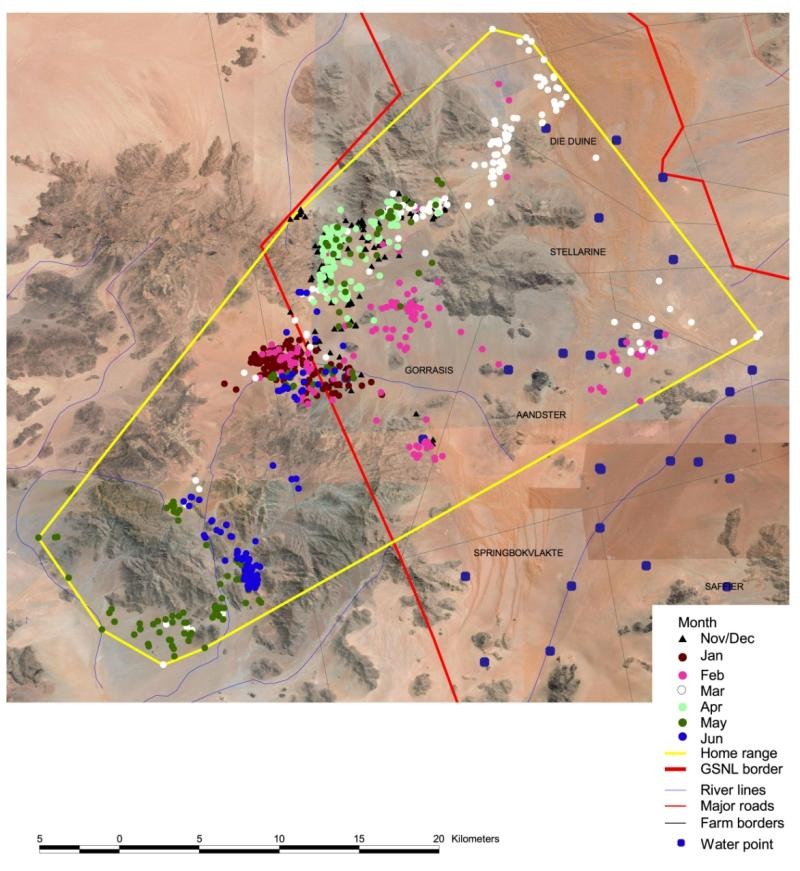 DIE DUINE
STELLARINE
GORRASIS
AANDSTER
SPRINGBOKVLAKTE
SAFFIER
Month
Nov/Dec
Jan
Feb
Mar
Apr
May
Jun
Home range
GSNL border
River lines
Major roads
Farm borders
Water point
5 0 5 10 15 20 Kilometers